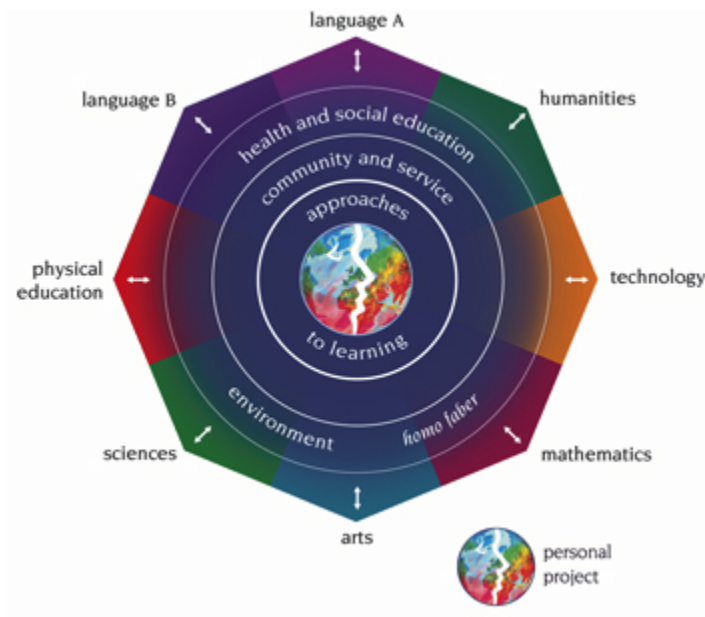 language A
language B
humanities
health and social education
community and service
approaches
physical
education
technology
to learning
environment
homo faber
sciences
mathematics
arts
personal
project